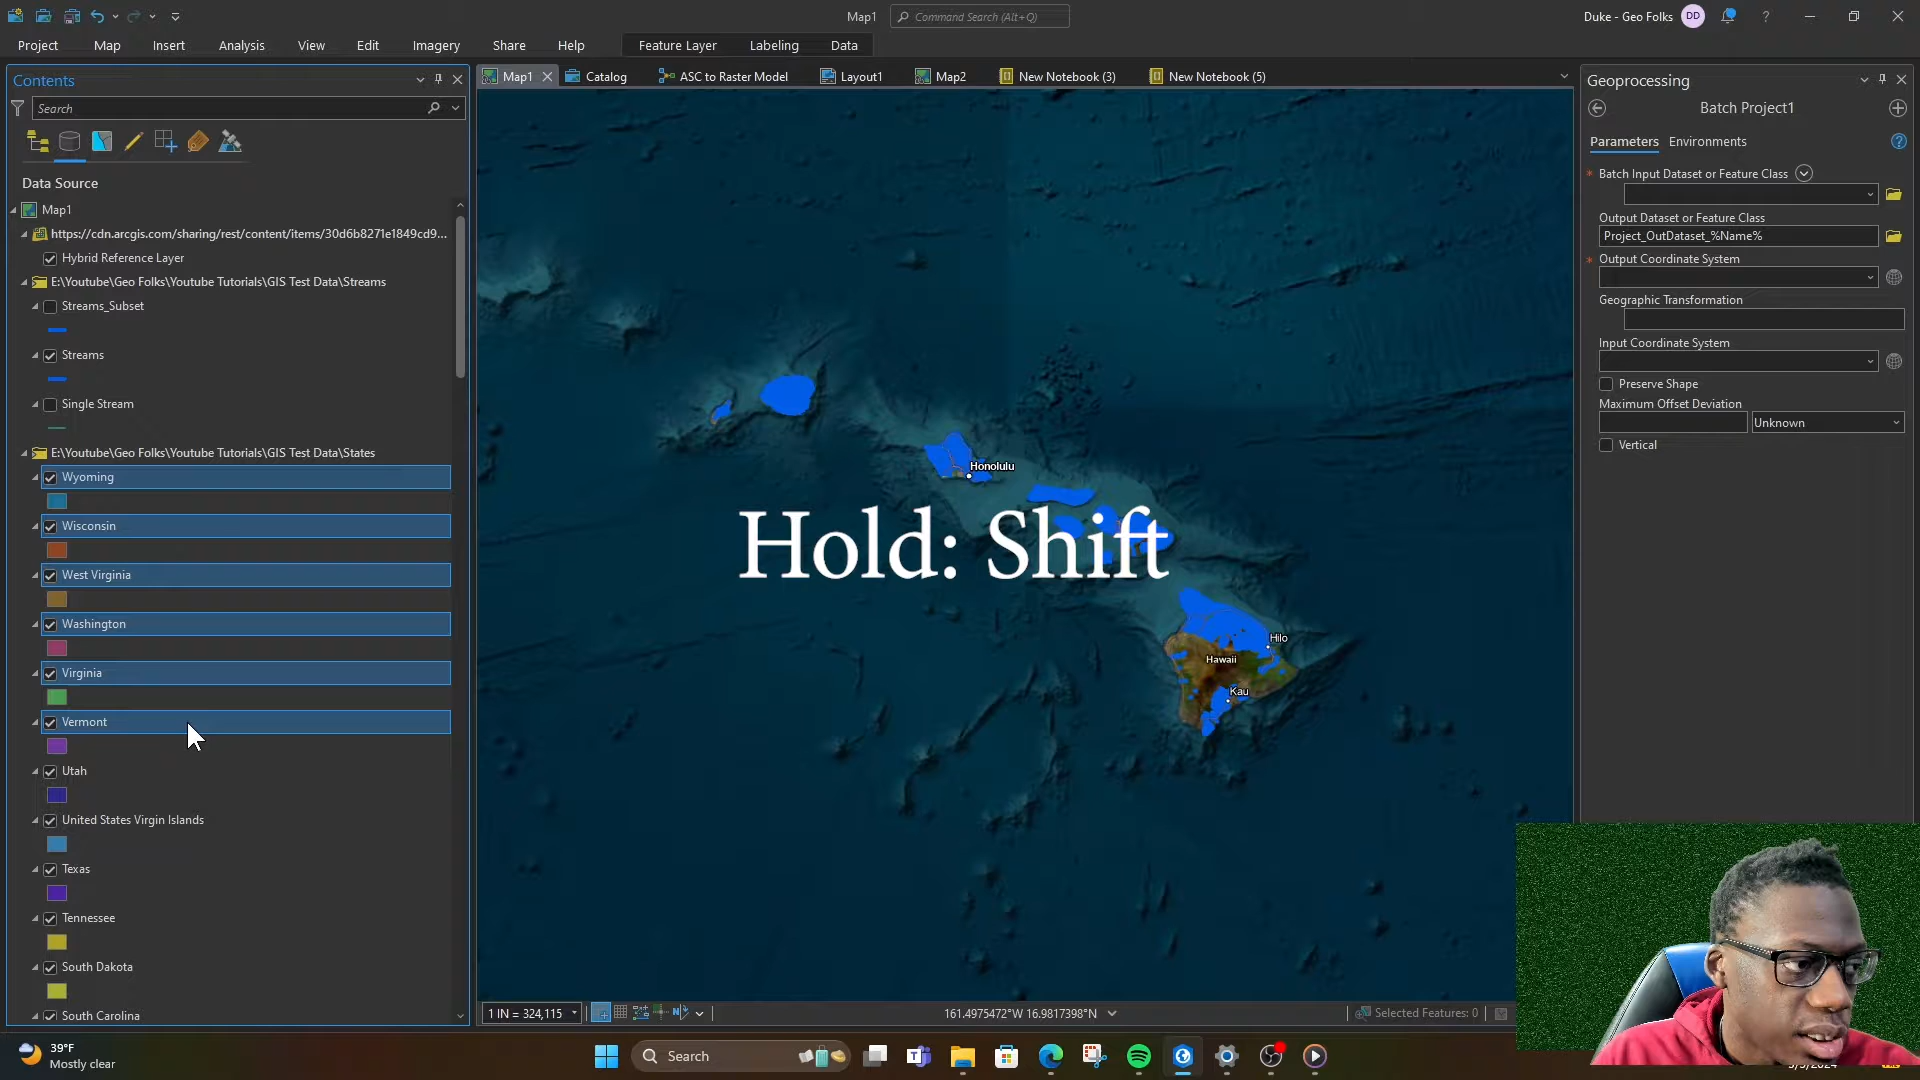 Map1
Command Search (Alt+Q)
Duke - Geo Folks
DD
?
Project
Map
Insert
Analysis
View
Edit
Imagery
Share
Help
Feature Layer
Labeling
Data
Contents
Search
Data Source
Map1
https://cdn.arcgis.com/sharing/rest/content/items/30d6b8271e1849cd9...
Hybrid Reference Layer
E:\Youtube\Geo Folks\Youtube Tutorials\GIS Test Data\Streams
Streams_Subset
Streams
Single Stream
E:\Youtube\Geo Folks\Youtube Tutorials\GIS Test Data\States
Wyoming
Wisconsin
West Virginia
Washington
Virginia
Vermont
Utah
United States Virgin Islands
Texas
Tennessee
South Dakota
South Carolina
Map1
Catalog
ASC to Raster Model
Layout1
Map2
New Notebook (3)
New Notebook (5)
Honolulu
Hold: Shift
Hilo
Hawaii
Kau
1 IN = 324,115
161.4975472°W 16.9817398°N
Selected Features: 0
Geoprocessing
Batch Project1
Parameters
Environments
?
* Batch Input Dataset or Feature Class
Output Dataset or Feature Class
Project_OutDataset_%Name%
* Output Coordinate System
Geographic Transformation
Input Coordinate System
Preserve Shape
Maximum Offset Deviation
Unknown
Vertical
39°F
Mostly clear
Search